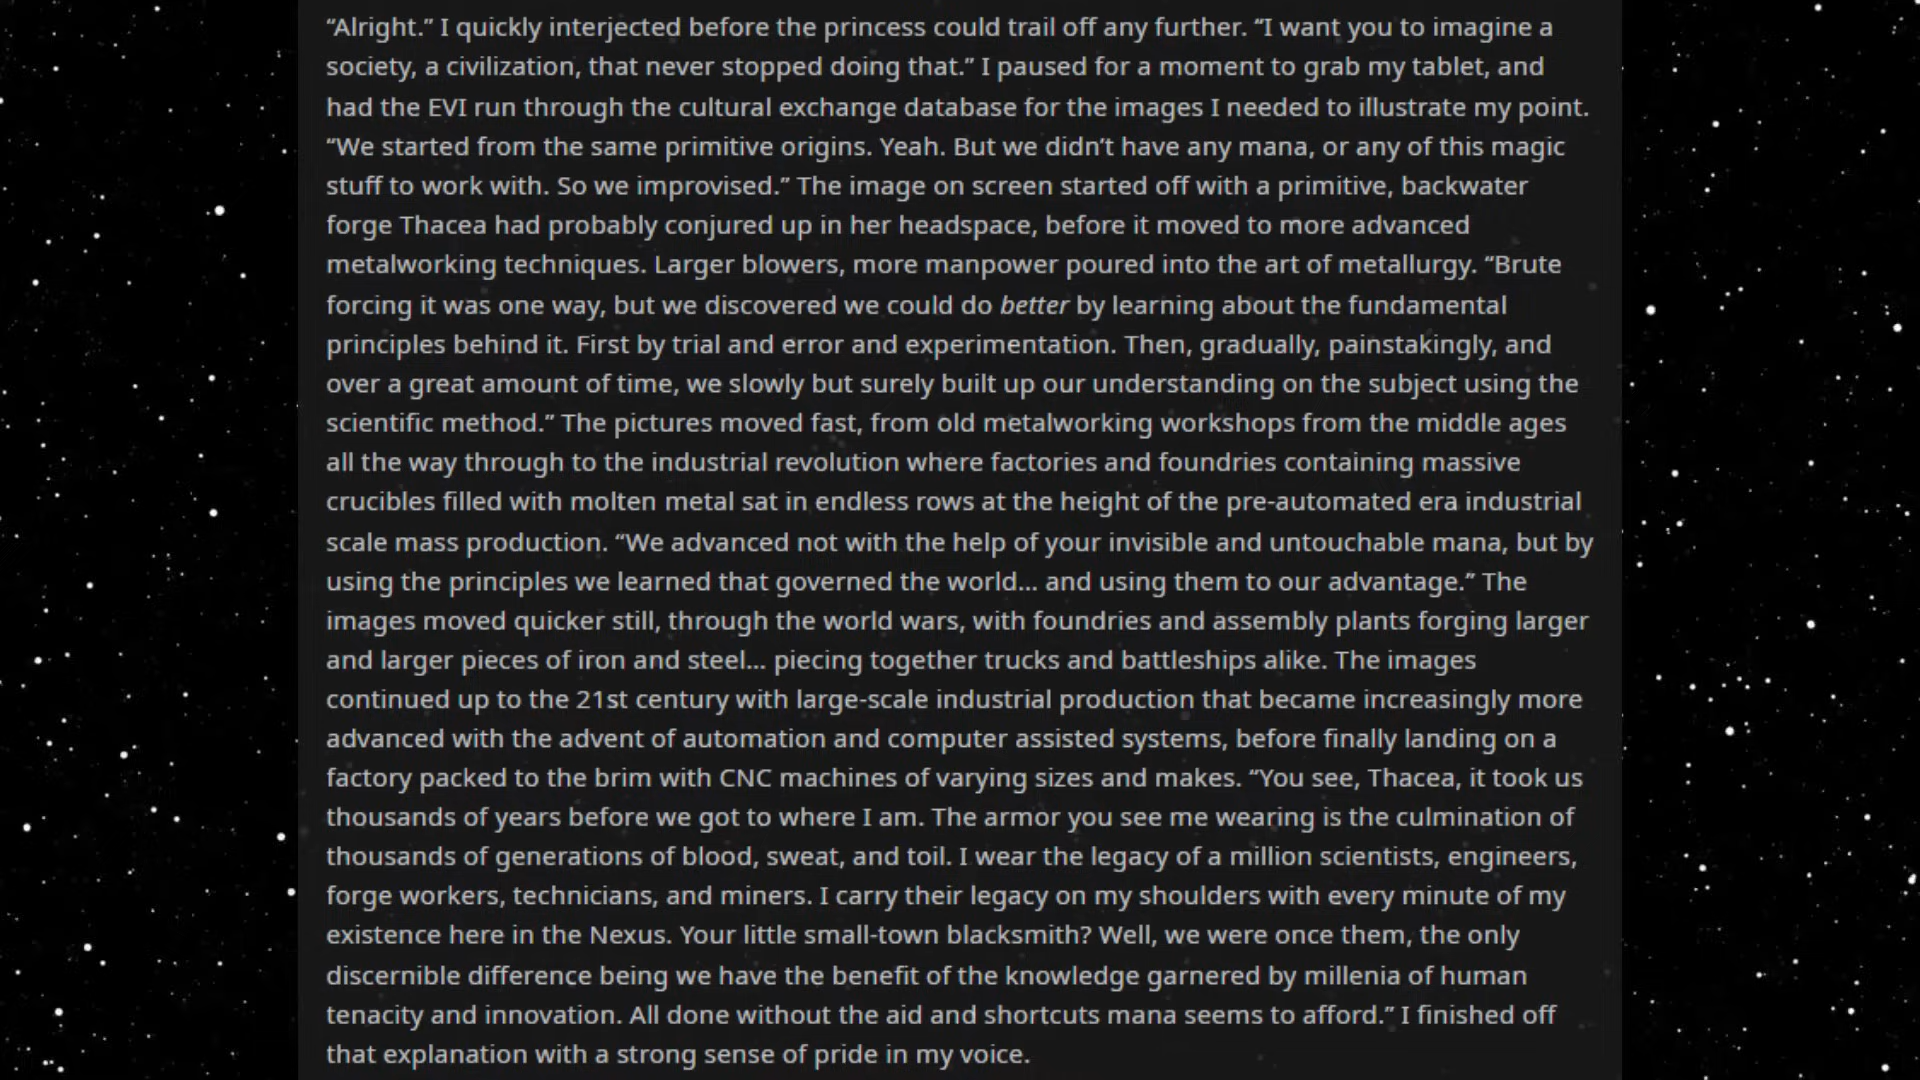 “Alright.” I quickly interjected before the princess could trail off any further. “I want you to imagine a
society, a civilization, that never stopped doing that.” I paused for a moment to grab my tablet, and
had the EVI run through the cultural exchange database for the images I needed to illustrate my point.
“We started from the same primitive origins. Yeah. But we didn’t have any mana, or any of this magic
stuff to work with. So we improvised.” The image on screen started off with a primitive, backwater
forge Thacea had probably conjured up in her headspace, before it moved to more advanced
metalworking techniques. Larger blowers, more manpower poured into the art of metallurgy. “Brute
forcing it was one way, but we discovered we could do better by learning about the fundamental
principles behind it. First by trial and error and experimentation. Then, gradually, painstakingly, and
over a great amount of time, we slowly but surely built up our understanding on the subject using the
scientific method.” The pictures moved fast, from old metalworking workshops from the middle ages
all the way through to the industrial revolution where factories and foundries containing massive
crucibles filled with molten metal sat in endless rows at the height of the pre-automated era industrial
scale mass production. “We advanced not with the help of your invisible and untouchable mana, but by
using the principles we learned that governed the world… and using them to our advantage.” The
images moved quicker still, through the world wars, with foundries and assembly plants forging larger
and larger pieces of iron and steel… piecing together trucks and battleships alike. The images
continued up to the 21st century with large-scale industrial production that became increasingly more
advanced with the advent of automation and computer assisted systems, before finally landing on a
factory packed to the brim with CNC machines of varying sizes and makes. “You see, Thacea, it took us
thousands of years before we got to where I am. The armor you see me wearing is the culmination of
thousands of generations of blood, sweat, and toil. I wear the legacy of a million scientists, engineers,
forge workers, technicians, and miners. I carry their legacy on my shoulders with every minute of my
existence here in the Nexus. Your little small-town blacksmith? Well, we were once them, the only
discernible difference being we have the benefit of the knowledge garnered by millenia of human
tenacity and innovation. All done without the aid and shortcuts mana seems to afford.” I finished off
that explanation with a strong sense of pride in my voice.